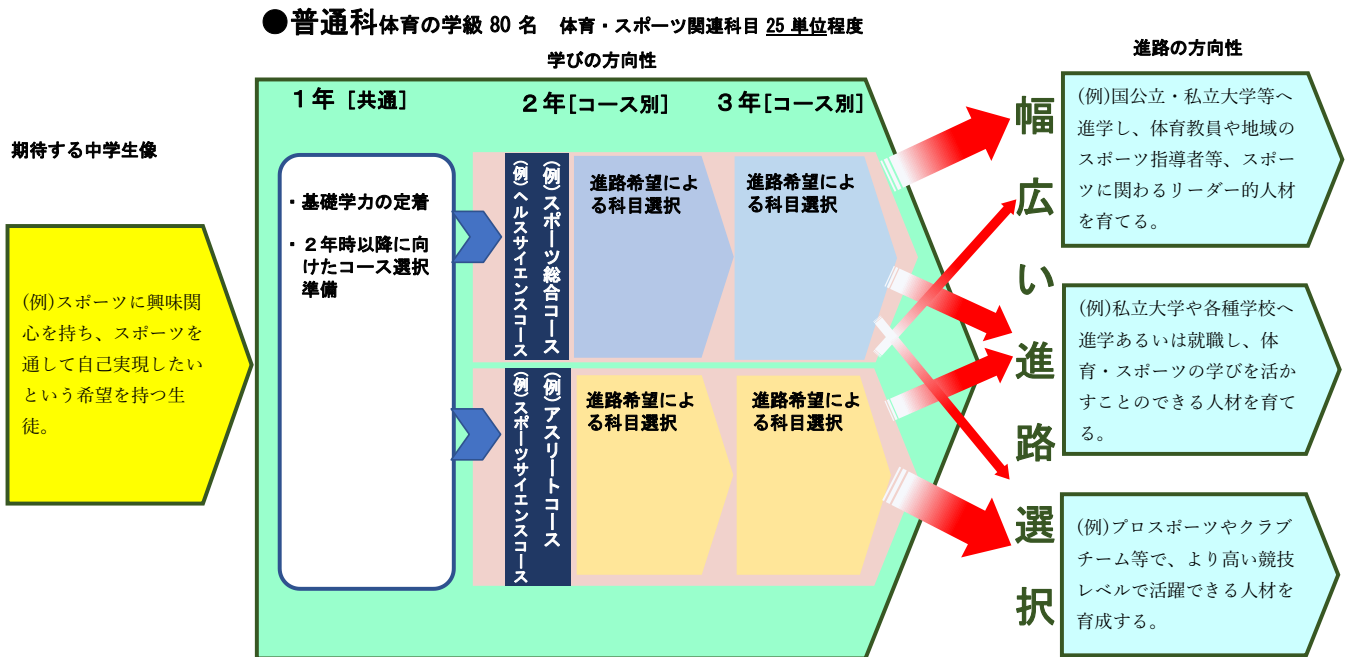 ●普通科体育の学級 80 名　体育・スポーツ関連科目 25 単位程度
学びの方向性
進路の方向性
期待する中学生像
(例)スポーツに興味関
心を持ち、スポーツを
通して自己実現したい
という希望を持つ生
徒。
１年 [共通]
２年[コース別]
３年[コース別]
・基礎学力の定着
・２年時以降に向
けたコース選択
準備
(例)スポーツ総合コース
(例)ヘルスサイエンスコース
進路希望によ
る科目選択
進路希望によ
る科目選択
(例)アスリートコース
(例)スポーツサイエンスコース
進路希望によ
る科目選択
進路希望によ
る科目選択
幅広い進路選択
(例)国公立・私立大学等へ
進学し、体育教員や地域の
スポーツ指導者等、スポー
ツに関わるリーダー的人材
を育てる。
(例)私立大学や各種学校へ
進学あるいは就職し、体
育・スポーツの学びを活か
すことのできる人材を育て
る。
(例)プロスポーツやクラブ
チーム等で、より高い競技
レベルで活躍できる人材を
育成する。